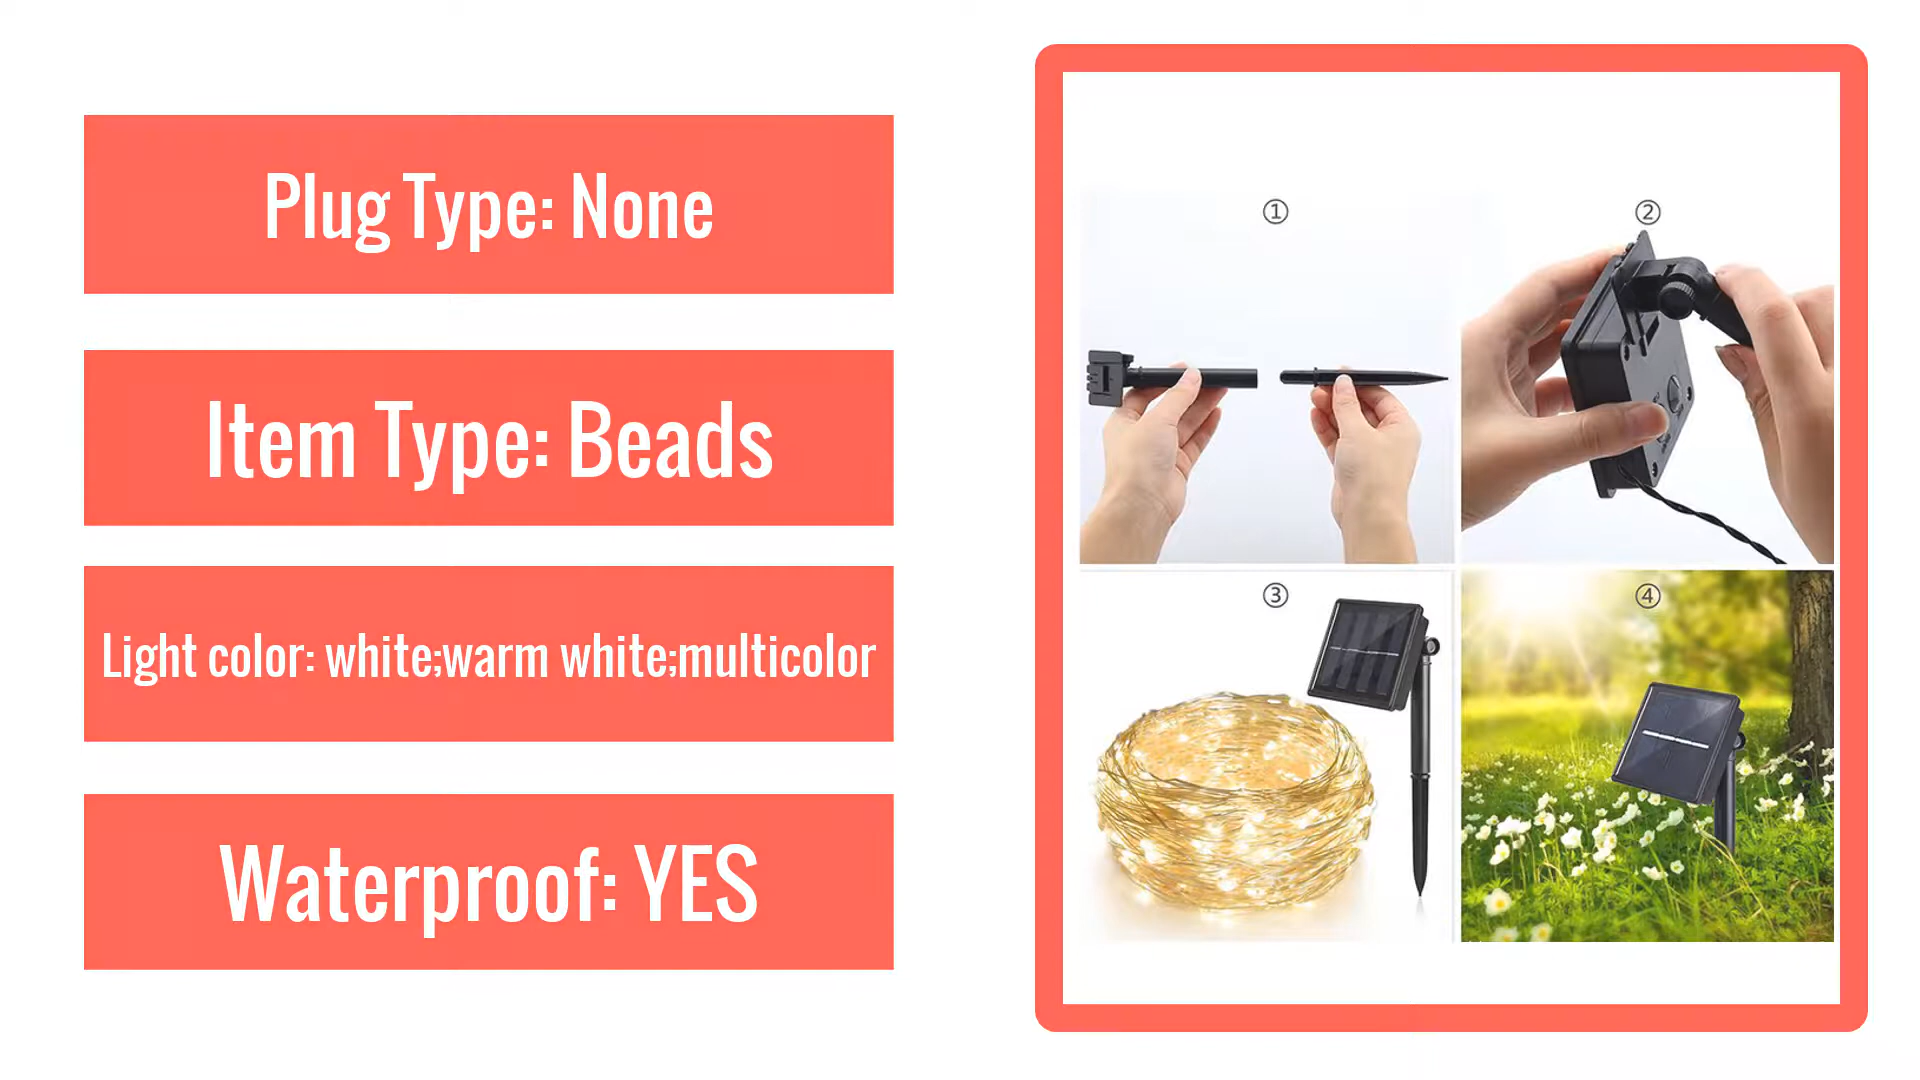 Plug Type: None
Item Type: Beads
Light color: white;warm white;multicolor
Waterproof: YES
①
②
③
④